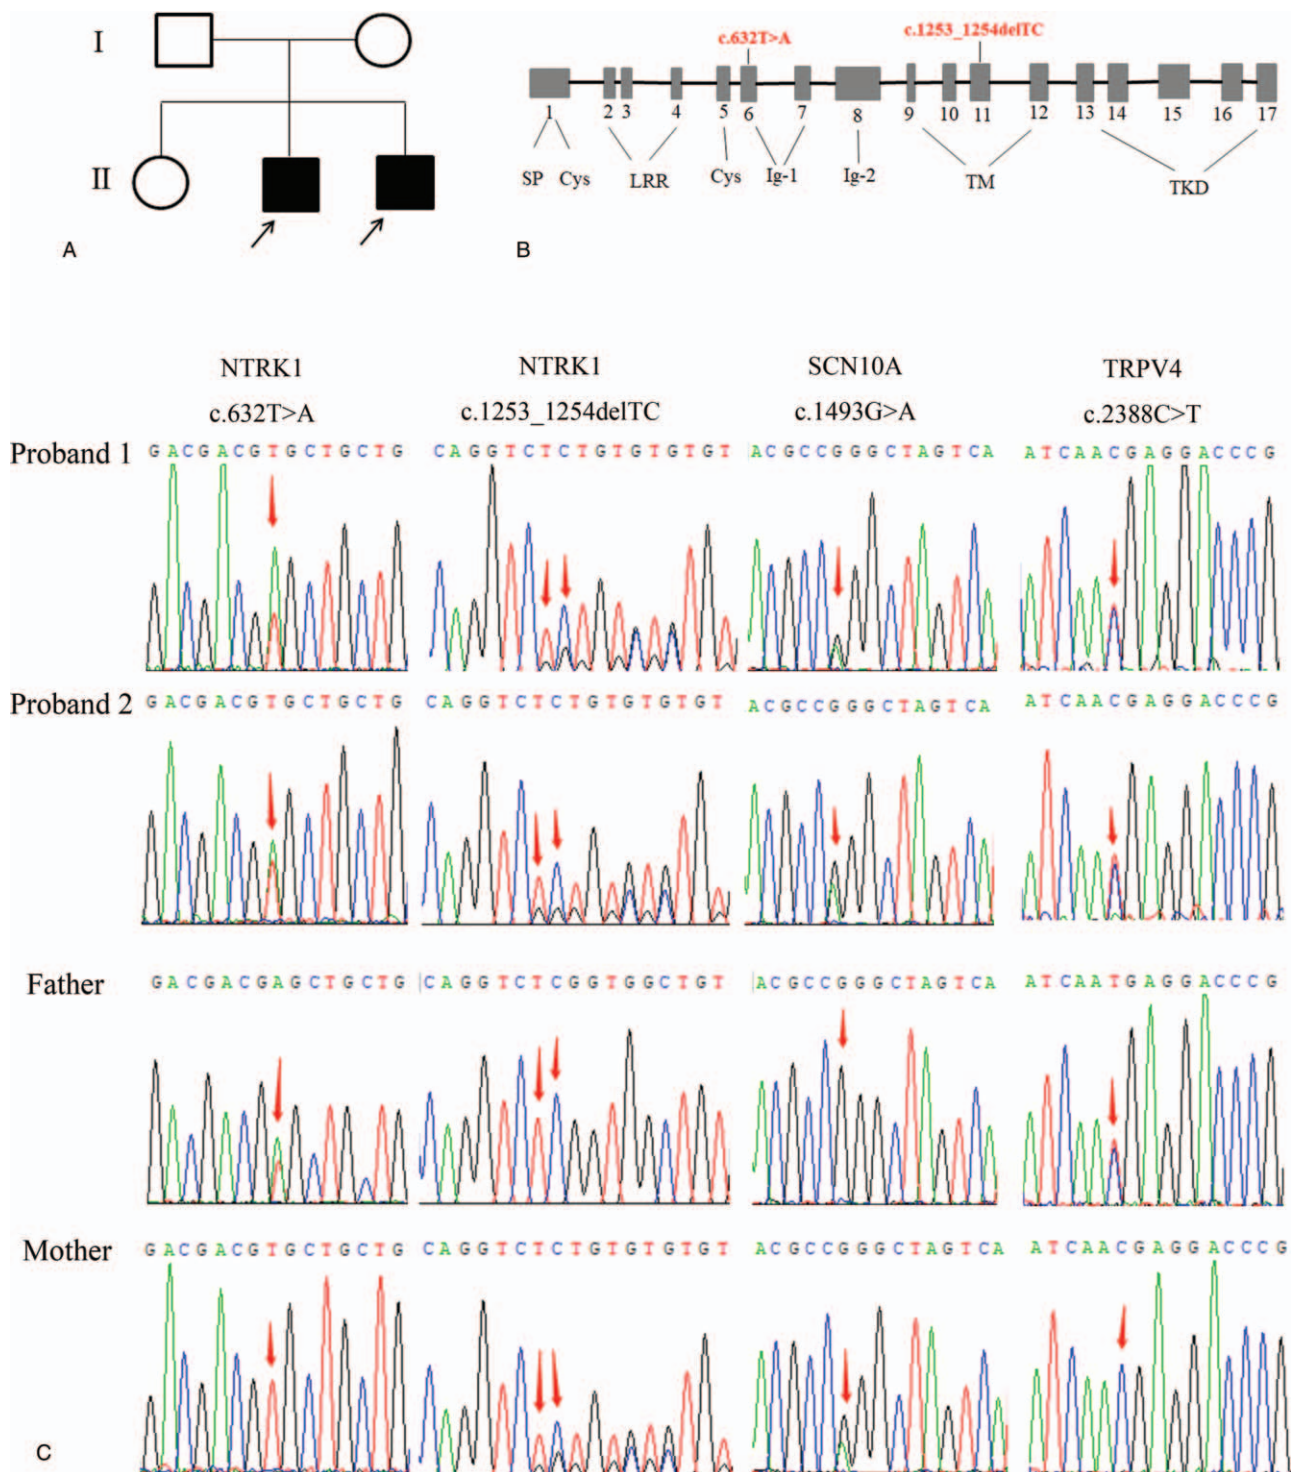 I
II
A
c.632T>A
c.1253_1254delTC
1 2 3 4 5 6 7 8 9 10 11 12 13 14 15 16 17
SP Cys LRR Cys Ig-1 Ig-2 TM TKD
B
NTRK1 NTRK1 SCN10A TRPV4
c.632T>A c.1253_1254delTC c.1493G>A c.2388C>T
Proband 1 GACGACGTGCTGCTG CAGGTCTCTGTGTGTGT ACGCCGGGCTAGTCA ATCAACGAGGACCCG
Proband 2 GACGACGTGCTGCTG CAGGTCTCTGTGTGTGT ACGCCGGGCTAGTCA ATCAACGAGGACCCG
Father GACGACGAGCTGCTG CAGGTCTCGGTGGCTGT ACGCCGGGCTAGTCA ATCAATGAGGACCCG
Mother GACGACGTGCTGCTG CAGGTCTCTGTGTGTGT ACGCCGGGCTAGTCA ATCAACGAGGACCCG
C